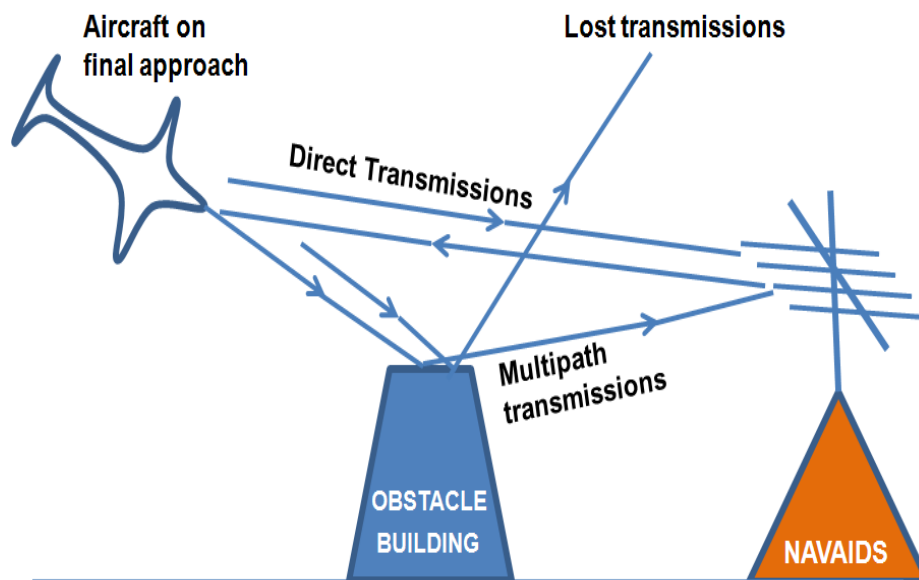 Aircraft on
final approach
Lost transmissions
Direct Transmissions
Multipath
transmissions
OBSTACLE
BUILDING
NAVAIDS